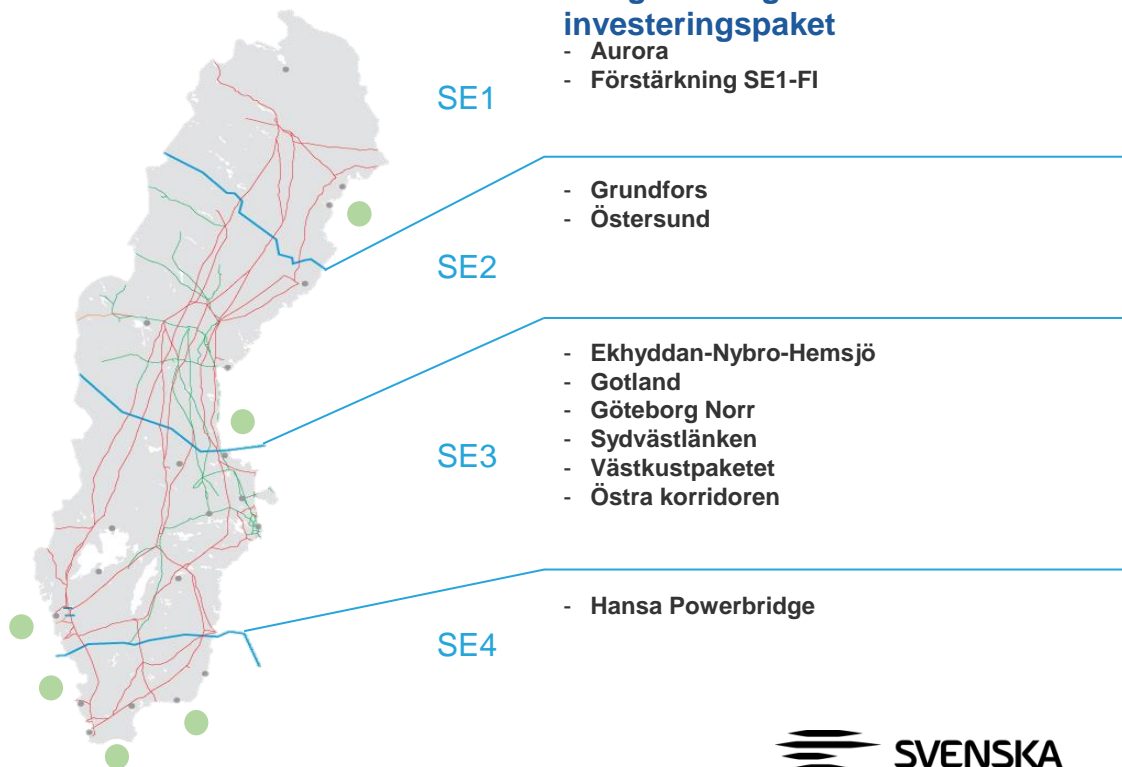 investeringspaket
- Aurora
- Förstärkning SE1-FI
SE1
- Grundfors
- Östersund
SE2
- Ekhyddan-Nybro-Hemsjö
- Gotland
- Göteborg Norr
- Sydvästlänken
- Västkustpaketet
- Östra korridoren
SE3
- Hansa Powerbridge
SE4
SVENSKA